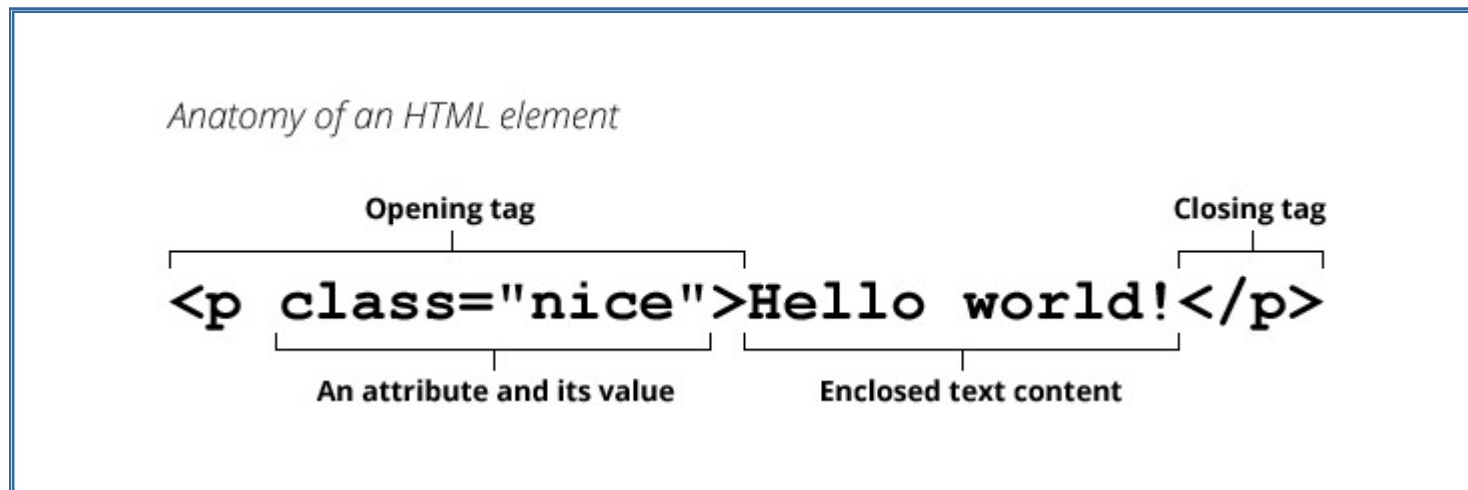 Anatomy of an HTML element
Opening tag
Closing tag
<p class="nice">Hello world!</p>
An attribute and its value
Enclosed text content